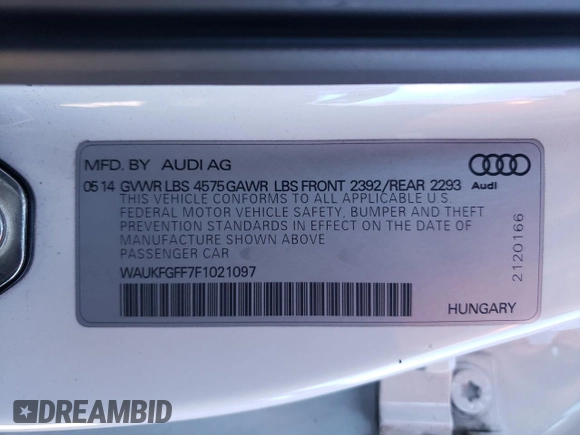 MFD. BY AUDI AG
0514 GVWR LBS 4575 GAWR LBS FRONT 2392/REAR 2293
Audi
THIS VEHICLE CONFORMS TO ALL APPLICABLE U.S.
FEDERAL MOTOR VEHICLE SAFETY, BUMPER AND THEFT
PREVENTION STANDARDS IN EFFECT ON THE DATE OF
MANUFACTURE SHOWN ABOVE
PASSENGER CAR
WAUKFGFF7F1021097
HUNGARY
2120166
DREAMBID